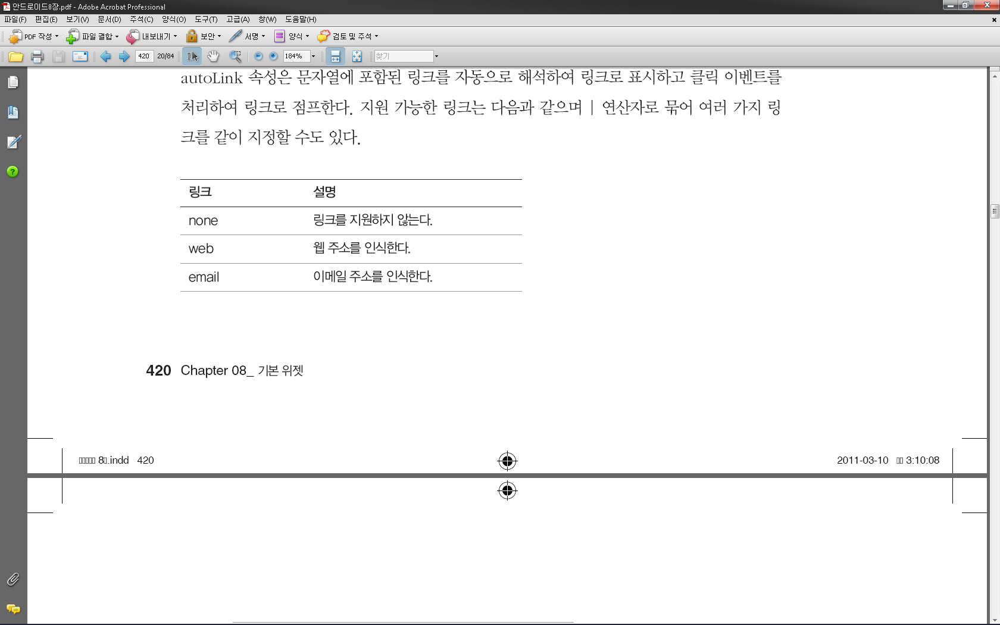 안드로이드8장.pdf - Adobe Acrobat Professional
파일(F) 편집(E) 보기(V) 문서(D) 주석(C) 양식(O) 도구(T) 고급(A) 창(W) 도움말(H)
PDF 작성 파일 결합 내보내기 보안 서명 양식 검토 및 주석
420 20/84 184% 찾기
autoLink 속성은 문자열에 포함된 링크를 자동으로 해석하여 링크로 표시하고 클릭 이벤트를
처리하여 링크로 점프한다. 지원 가능한 링크는 다음과 같으며 | 연산자로 묶어 여러 가지 링
크를 같이 지정할 수도 있다.
링크 설명
none 링크를 지원하지 않는다.
web 웹 주소를 인식한다.
email 이메일 주소를 인식한다.
420 Chapter 08_ 기본 위젯
8.indd 420 2011-03-10 3:10:08